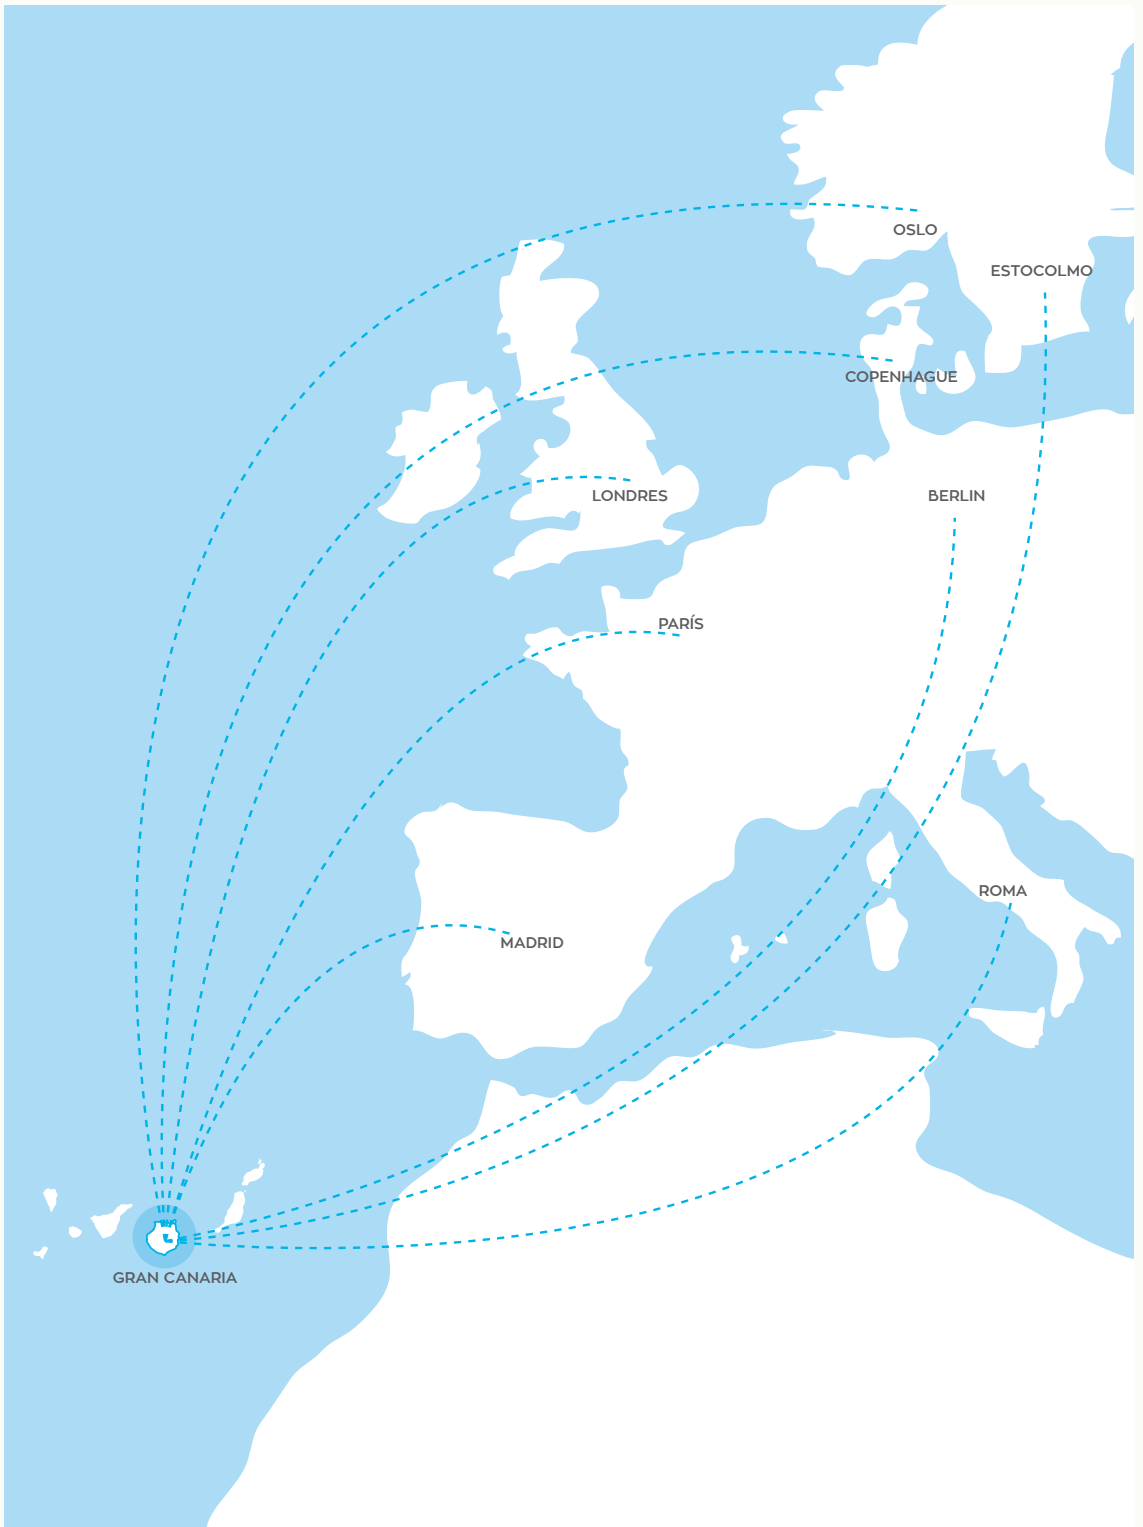 OSLO
ESTOCOLMO
COPENHAGUE
LONDRES
BERLIN
PARÍS
ROMA
MADRID
GRAN CANARIA